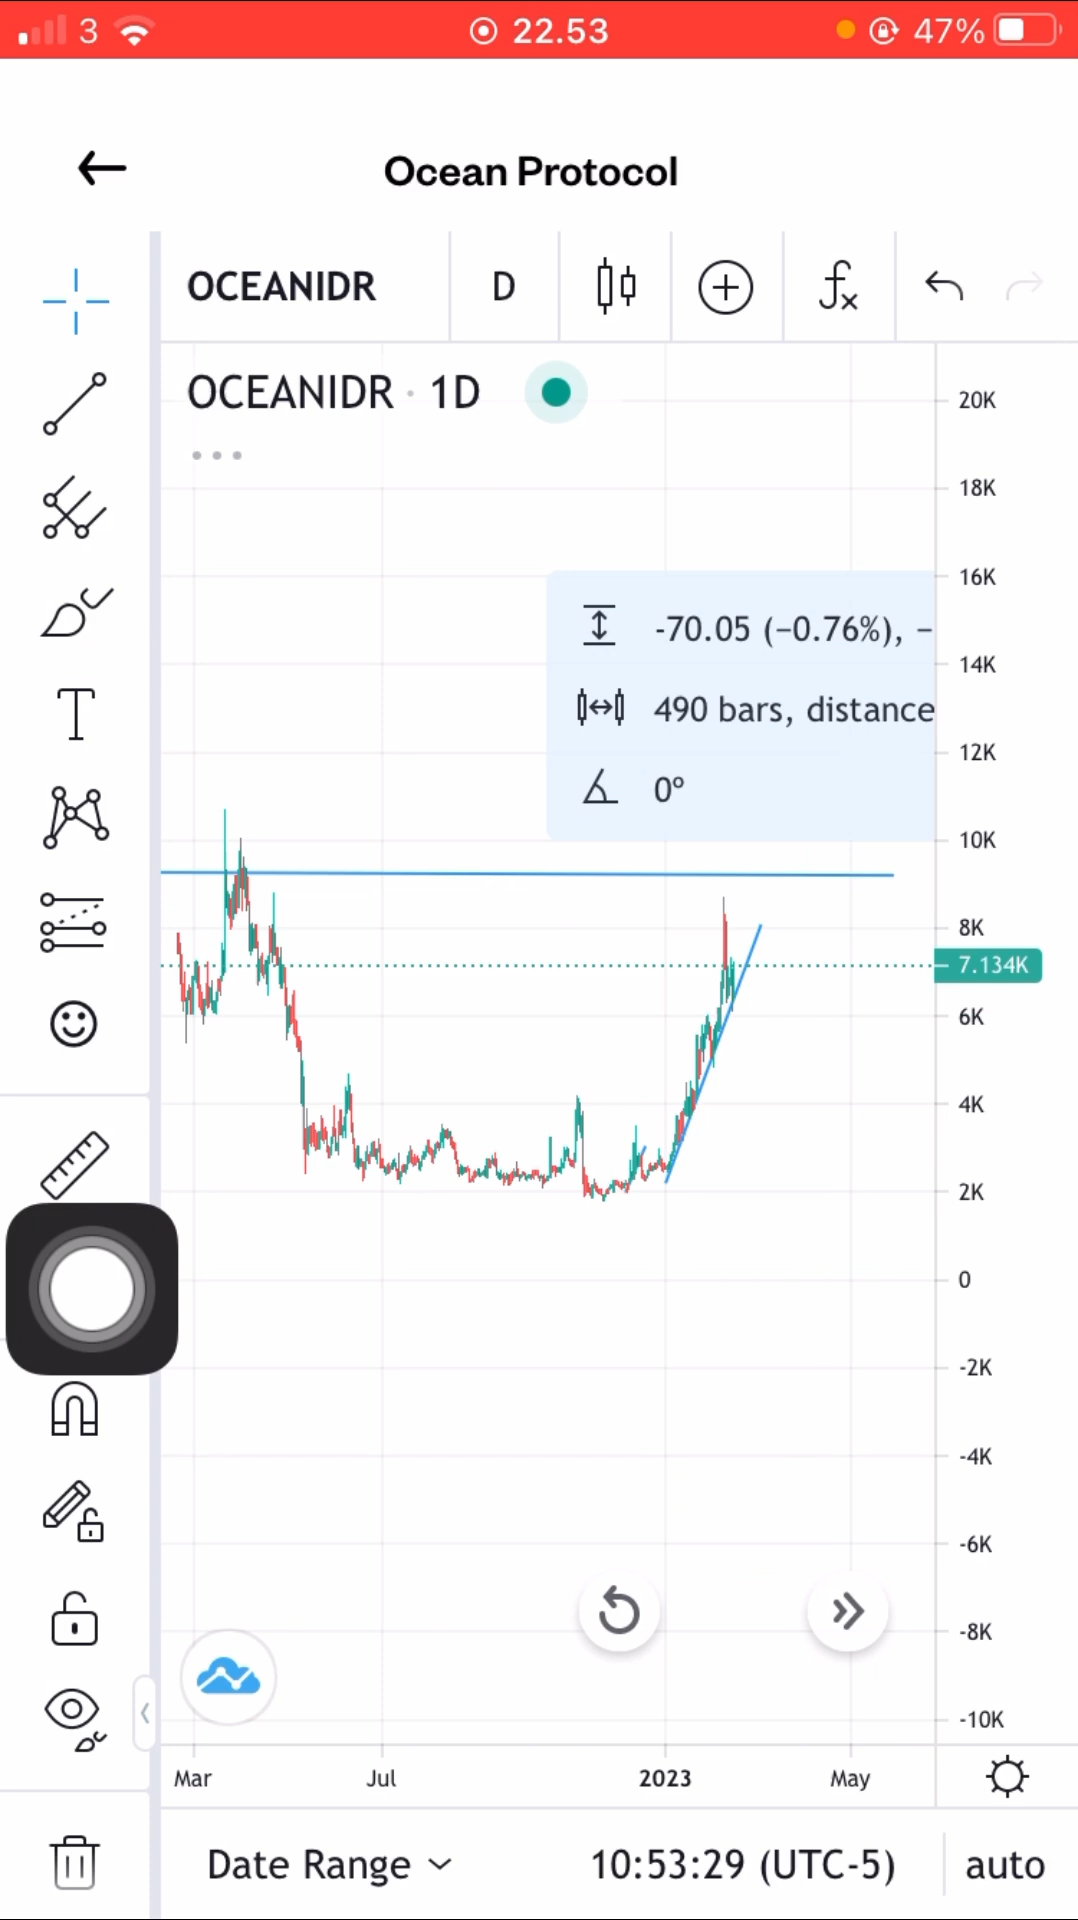 3 22.53 47%
Ocean Protocol
OCEANIDR D
OCEANIDR · 1D
20K
18K
16K
-70.05 (−0.76%), −
14K
490 bars, distance
12K
0º
10K
8K
7.134K
6K
4K
2K
0
-2K
-4K
-6K
-8K
-10K
Mar Jul 2023 May
Date Range 10:53:29 (UTC-5) auto